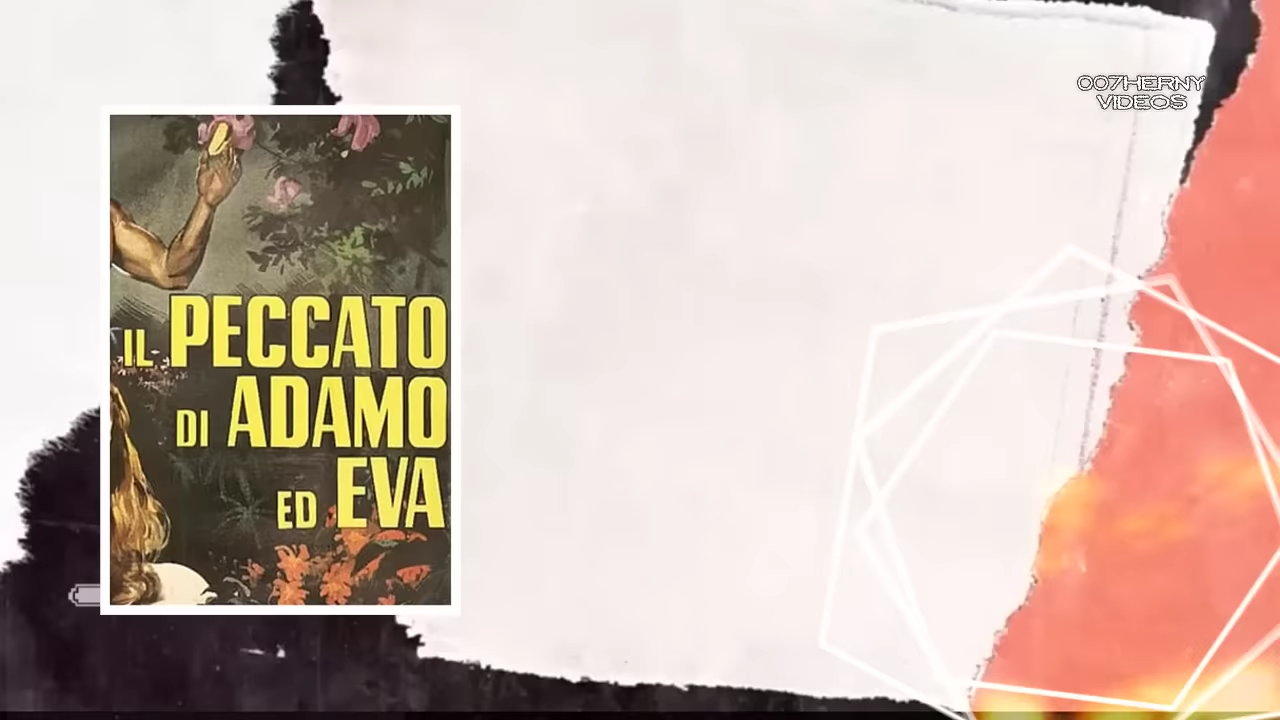 IL PECCATO
DI ADAMO
ED EVA
007HERNY
VIDEOS